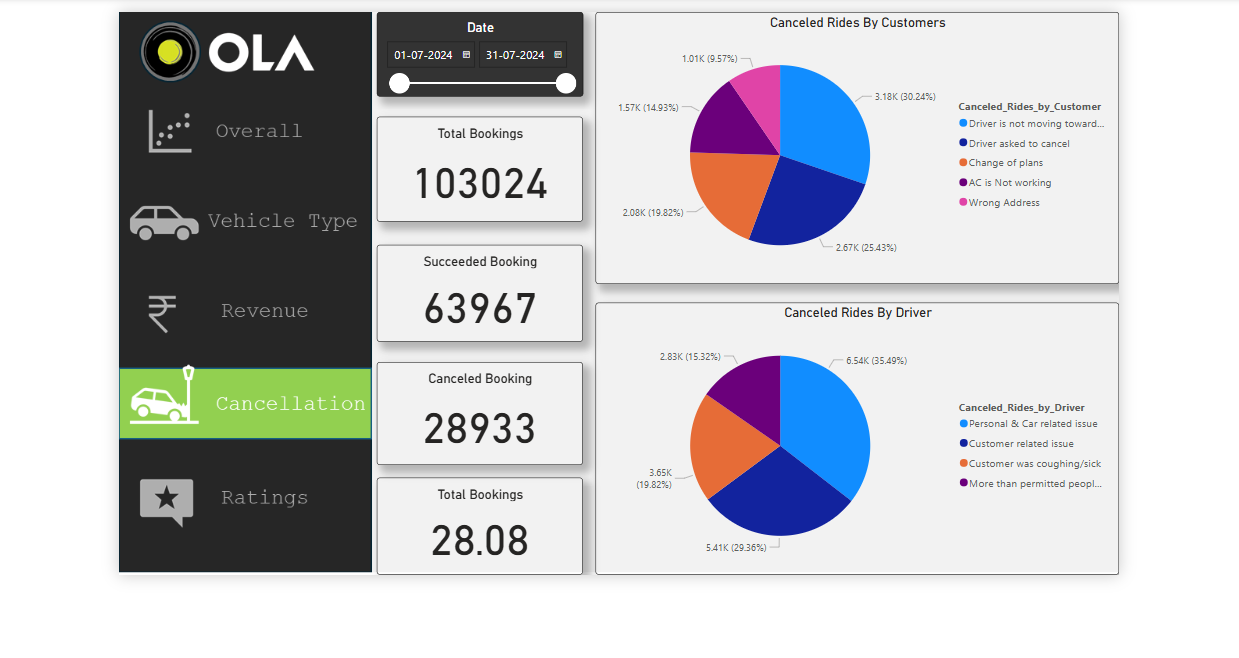 OLA
Overall
Vehicle Type
Revenue
Cancellation
Ratings
Date
01-07-2024
31-07-2024
Total Bookings
103024
Succeeded Booking
63967
Canceled Booking
28933
Total Bookings
28.08
Canceled Rides By Customers
1.01K (9.57%)
3.18K (30.24%)
1.57K (14.93%)
2.08K (19.82%)
2.67K (25.43%)
Canceled_Rides_by_Customer
Driver is not moving toward...
Driver asked to cancel
Change of plans
AC is Not working
Wrong Address
Canceled Rides By Driver
2.83K (15.32%)
6.54K (35.49%)
3.65K
(19.82%)
5.41K (29.36%)
Canceled_Rides_by_Driver
Personal & Car related issue
Customer related issue
Customer was coughing/sick
More than permitted peopl...